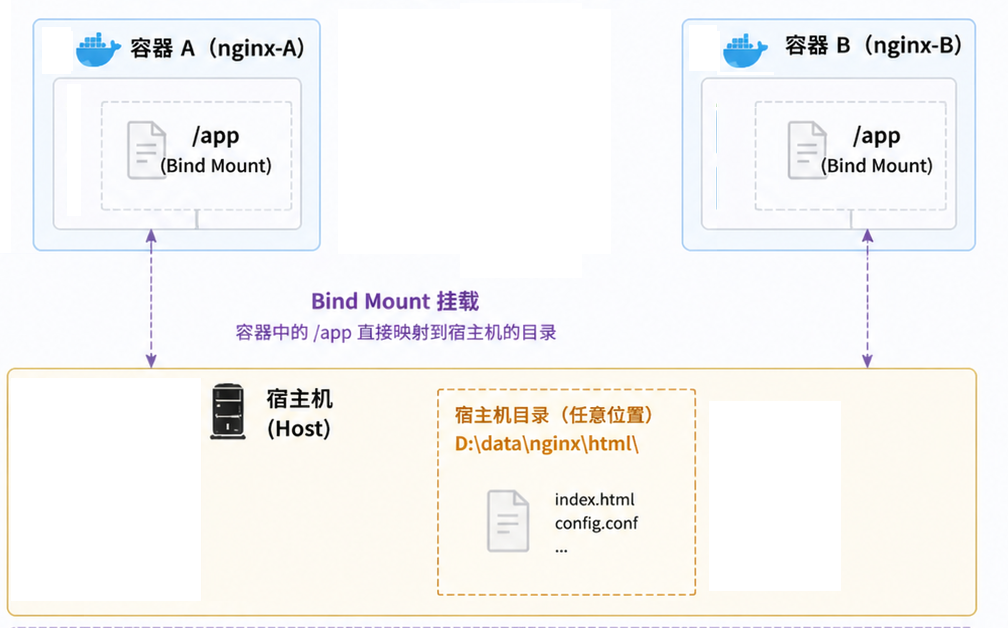 容器 A（nginx-A）
/app
(Bind Mount)
容器 B（nginx-B）
/app
(Bind Mount)
Bind Mount 挂载
容器中的 /app 直接映射到宿主机的目录
宿主机
(Host)
宿主机目录（任意位置）
D:\data\nginx\html\
index.html
config.conf
...